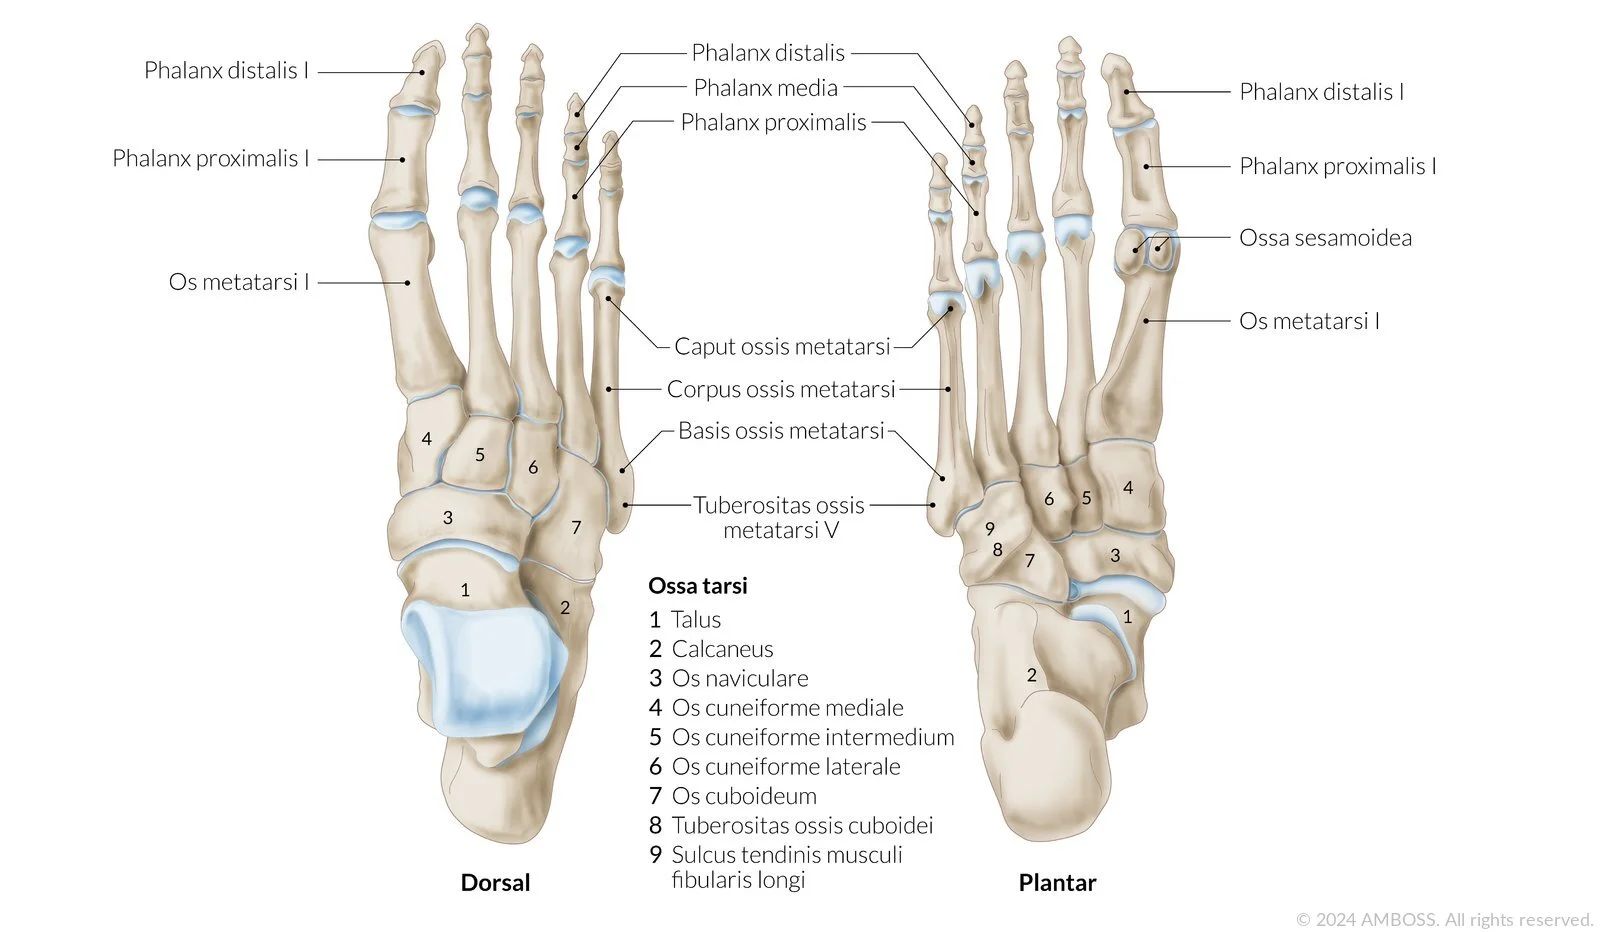 Phalanx distalis I
Phalanx proximalis I
Os metatarsi I
Phalanx distalis
Phalanx media
Phalanx proximalis
Caput ossis metatarsi
Corpus ossis metatarsi
Basis ossis metatarsi
Tuberositas ossis
metatarsi V
Phalanx distalis I
Phalanx proximalis I
Ossa sesamoidea
Os metatarsi I
4
5
6
3
7
1
2
6
5
4
9
8
7
3
1
2
Ossa tarsi
1 Talus
2 Calcaneus
3 Os naviculare
4 Os cuneiforme mediale
5 Os cuneiforme intermedium
6 Os cuneiforme laterale
7 Os cuboideum
8 Tuberositas ossis cuboidei
9 Sulcus tendinis musculi
fibularis longi
Dorsal
Plantar
© 2024 AMBOSS. All rights reserved.